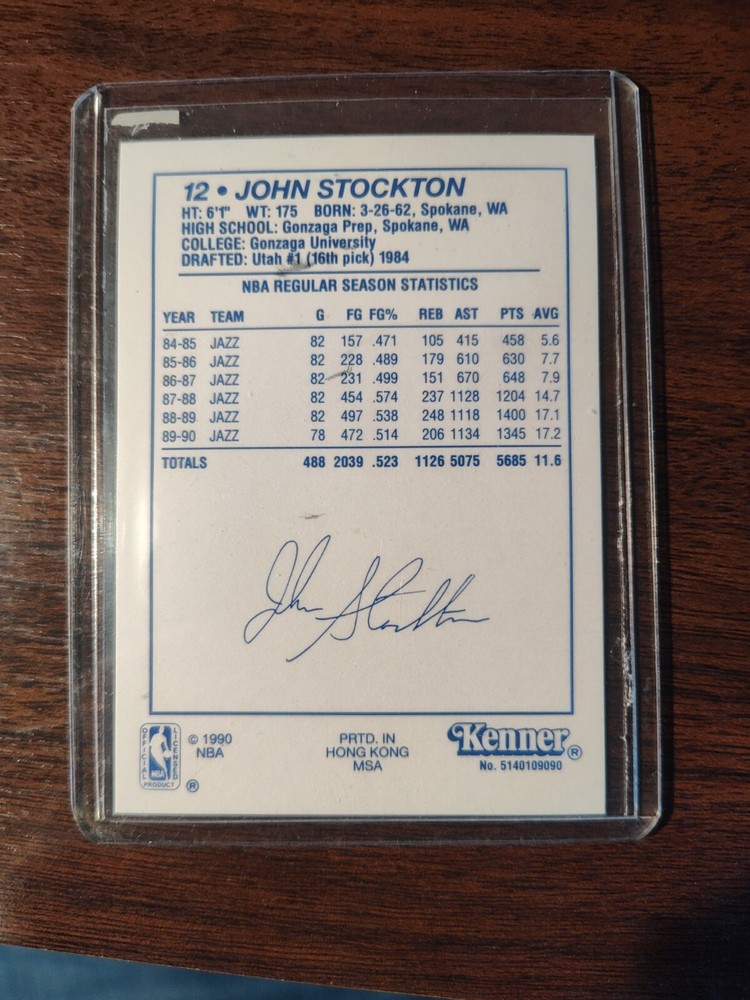 12 • JOHN STOCKTON
HT: 6'1" WT: 175 BORN: 3-26-62, Spokane, WA
HIGH SCHOOL: Gonzaga Prep, Spokane, WA
COLLEGE: Gonzaga University
DRAFTED: Utah #1 (16th pick) 1984
NBA REGULAR SEASON STATISTICS
YEAR TEAM G FG FG% REB AST PTS AVG
84-85 JAZZ 82 157 .471 105 415 458 5.6
85-86 JAZZ 82 228 .489 179 610 630 7.7
86-87 JAZZ 82 231 .499 151 670 648 7.9
87-88 JAZZ 82 454 .574 237 1128 1204 14.7
88-89 JAZZ 82 497 .538 248 1118 1400 17.1
89-90 JAZZ 78 472 .514 206 1134 1345 17.2
TOTALS 488 2039 .523 1126 5075 5685 11.6
John Stockton
OFFICIAL LICENSED
NBA
PRODUCT
®
© 1990
NBA
PRTD. IN
HONG KONG
MSA
Kenner®
No. 5140109090